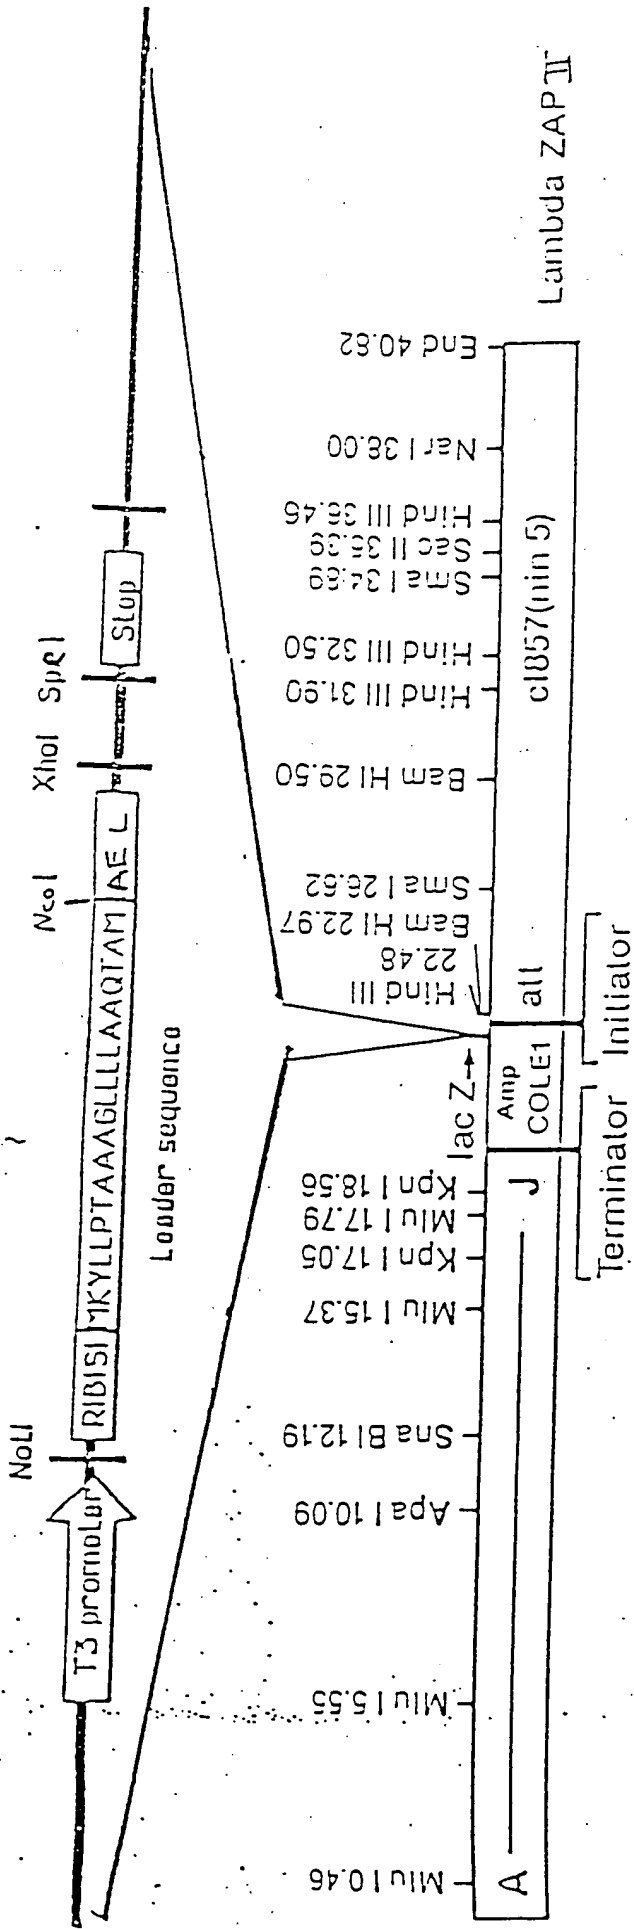 NotI
NcoI
XhoI
SpeI
T3 promoter
RIBISI
MKYLLPTAAAGLLLLAAQTAM
AE L
Stop
Leader sequence
Mlu I 0.46
Mlu I 5.55
Apa I 10.09
Sna BI 12.19
Mlu I 15.37
Kpn I 17.05
Mlu I 17.79
Kpn I 18.56
lac Z→
Hind III
22.48
Bam HI 22.97
Sma I 26.62
Bam HI 29.50
Hind III 31.90
Hind III 32.50
Sma I 34.89
Sac II 35.39
Hind III 36.46
Nar I 38.00
End 40.82
A
J
Amp
COLE1
att
cI857(nin 5)
Terminator
Initiator
Lambda ZAP II